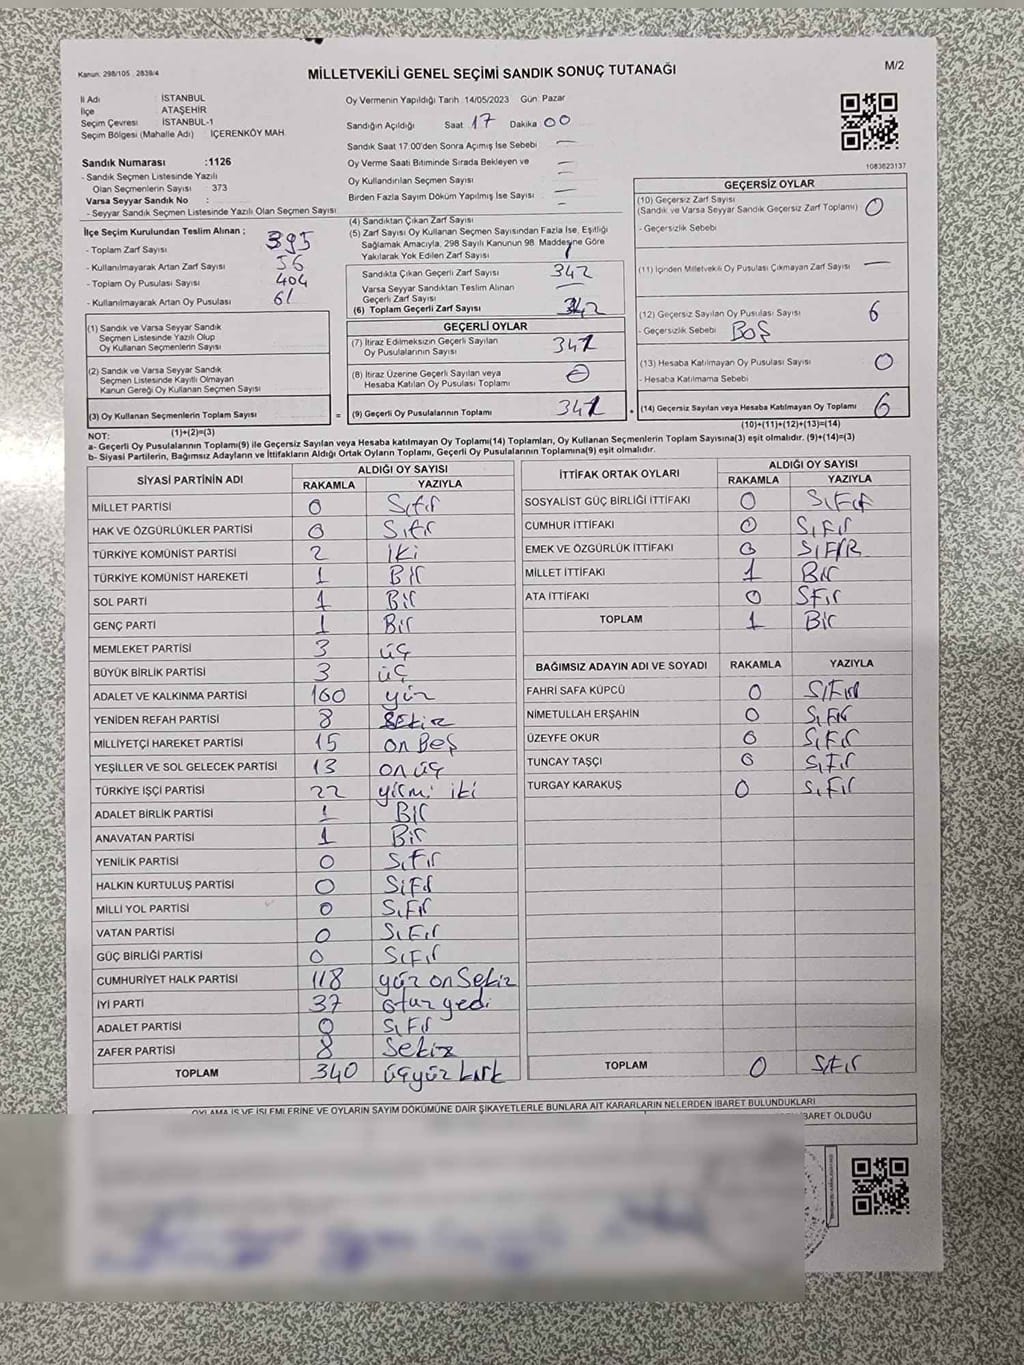 Kanun: 298/105 2839/4
MİLLETVEKİLİ GENEL SEÇİMİ SANDIK SONUÇ TUTANAĞI
M/2
İl Adı İSTANBUL
İlçe ATAŞEHİR
Seçim Çevresi İSTANBUL-1
Seçim Bölgesi (Mahalle Adı) İÇERENKÖY MAH.
Sandık Numarası :1126
- Sandık Seçmen Listesinde Yazılı
Olan Seçmenlerin Sayısı : 373
Varsa Seyyar Sandık No :
- Seyyar Sandık Seçmen Listesinde Yazılı Olan Seçmen Sayısı
Oy Vermenin Yapıldığı Tarih 14/05/2023 Gün: Pazar
Sandığın Açıldığı Saat 17 Dakika 00
Sandık Saat 17.00'den Sonra Açımış İse Sebebi —
Oy Verme Saati Bitiminde Sırada Bekleyen ve —
Oy Kullandırılan Seçmen Sayısı —
Birden Fazla Sayım Döküm Yapılmış İse Sayısı —
1083623137
İlçe Seçim Kurulundan Teslim Alınan ;
- Toplam Zarf Sayısı 395
- Kullanılmayarak Artan Zarf Sayısı 56
- Toplam Oy Pusulası Sayısı 404
- Kullanılmayarak Artan Oy Pusulası 61
(4) Sandıktan Çıkan Zarf Sayısı
(5) Zarf Sayısı Oy Kullanan Seçmen Sayısından Fazla İse, Eşitliği
Sağlamak Amacıyla, 298 Sayılı Kanunun 98. Maddesine Göre
Yakılarak Yok Edilen Zarf Sayısı
Sandıkta Çıkan Geçerli Zarf Sayısı 342
Varsa Seyyar Sandıktan Teslim Alınan
Geçerli Zarf Sayısı —
(6) Toplam Geçerli Zarf Sayısı 342
GEÇERSİZ OYLAR
(10) Geçersiz Zarf Sayısı
(Sandık ve Varsa Seyyar Sandık Geçersiz Zarf Toplamı) 0
- Geçersizlik Sebebi
(11) İçinden Milletvekili Oy Pusulası Çıkmayan Zarf Sayısı —
(12) Geçersiz Sayılan Oy Pusulası Sayısı 6
- Geçersizlik Sebebi BOŞ
(13) Hesaba Katılmayan Oy Pusulası Sayısı 0
- Hesaba Katılmama Sebebi
(14) Geçersiz Sayılan veya Hesaba Katılmayan Oy Toplamı 6
(10)+(11)+(12)+(13)=(14)
(1) Sandık ve Varsa Seyyar Sandık
Seçmen Listesinde Yazılı Olup
Oy Kullanan Seçmenlerin Sayısı
(2) Sandık ve Varsa Seyyar Sandık
Seçmen Listesinde Kayıtlı Olmayan
Kanun Gereği Oy Kullanan Seçmen Sayısı
(3) Oy Kullanan Seçmenlerin Toplam Sayısı =
(1)+(2)=(3)
GEÇERLİ OYLAR
(7) İtiraz Edilmeksizin Geçerli Sayılan
Oy Pusulalarının Sayısı
(8) İtiraz Üzerine Geçerli Sayılan veya
Hesaba Katılan Oy Pusulası Toplamı 0
(9) Geçerli Oy Pusulalarının Toplamı +
NOT:
a- Geçerli Oy Pusulalarının Toplamı(9) ile Geçersiz Sayılan veya Hesaba katılmayan Oy Toplamı(14) Toplamları, Oy Kullanan Seçmenlerin Toplam Sayısına(3) eşit olmalıdır. (9)+(14)=(3)
b- Siyasi Partilerin, Bağımsız Adayların ve İttifakların Aldığı Ortak Oyların Toplamı, Geçerli Oy Pusulalarının Toplamına(9) eşit olmalıdır.
SİYASİ PARTİNİN ADI ALDIĞI OY SAYISI
RAKAMLA YAZIYLA
MİLLET PARTİSİ 0 Sıfır
HAK VE ÖZGÜRLÜKLER PARTİSİ 0 Sıfır
TÜRKİYE KOMÜNİST PARTİSİ 2 İki
TÜRKİYE KOMÜNİST HAREKETİ 1 Bir
SOL PARTİ 1 Bir
GENÇ PARTİ 1 Bir
MEMLEKET PARTİSİ 3 üç
BÜYÜK BİRLİK PARTİSİ 3 üç
ADALET VE KALKINMA PARTİSİ 160 yüz
YENİDEN REFAH PARTİSİ 8 sekiz
MİLLİYETÇİ HAREKET PARTİSİ 15 on Beş
YEŞİLLER VE SOL GELECEK PARTİSİ 13 on üç
TÜRKİYE İŞÇİ PARTİSİ 22 yirmi iki
ADALET BİRLİK PARTİSİ 1 Bir
ANAVATAN PARTİSİ 1 Bir
YENİLİK PARTİSİ 0 Sıfır
HALKIN KURTULUŞ PARTİSİ 0 Sıfır
MİLLİ YOL PARTİSİ 0 Sıfır
VATAN PARTİSİ 0 Sıfır
GÜÇ BİRLİĞİ PARTİSİ 0 Sıfır
CUMHURİYET HALK PARTİSİ 118 yüz on Sekiz
İYİ PARTİ 37 otuz yedi
ADALET PARTİSİ 0 Sıfır
ZAFER PARTİSİ 8 Sekiz
TOPLAM 340 üçyüz kırk
İTTİFAK ORTAK OYLARI ALDIĞI OY SAYISI
RAKAMLA YAZIYLA
SOSYALİST GÜÇ BİRLİĞİ İTTİFAKI 0 SıFıR
CUMHUR İTTİFAKI 0 SıFır
EMEK VE ÖZGÜRLÜK İTTİFAKI 0 SIFIR
MİLLET İTTİFAKI 1 Bir
ATA İTTİFAKI 0 SFır
TOPLAM 1 Bir
BAĞIMSIZ ADAYIN ADI VE SOYADI RAKAMLA YAZIYLA
FAHRİ SAFA KÜPCÜ 0 SıFır
NİMETULLAH ERŞAHİN 0 SıFır
ÜZEYFE OKUR 0 SıFır
TUNCAY TAŞÇI 0 SıFır
TURGAY KARAKUŞ 0 SıFır
TOPLAM 0 Sıfır
OYLAMA İŞ VE İŞLEMLERİNE VE OYLARIN SAYIM DÖKÜMÜNE DAİR ŞİKAYETLERLE BUNLARA AİT KARARLARIN NELERDEN İBARET BULUNDUKLARI
İBARET OLDUĞU